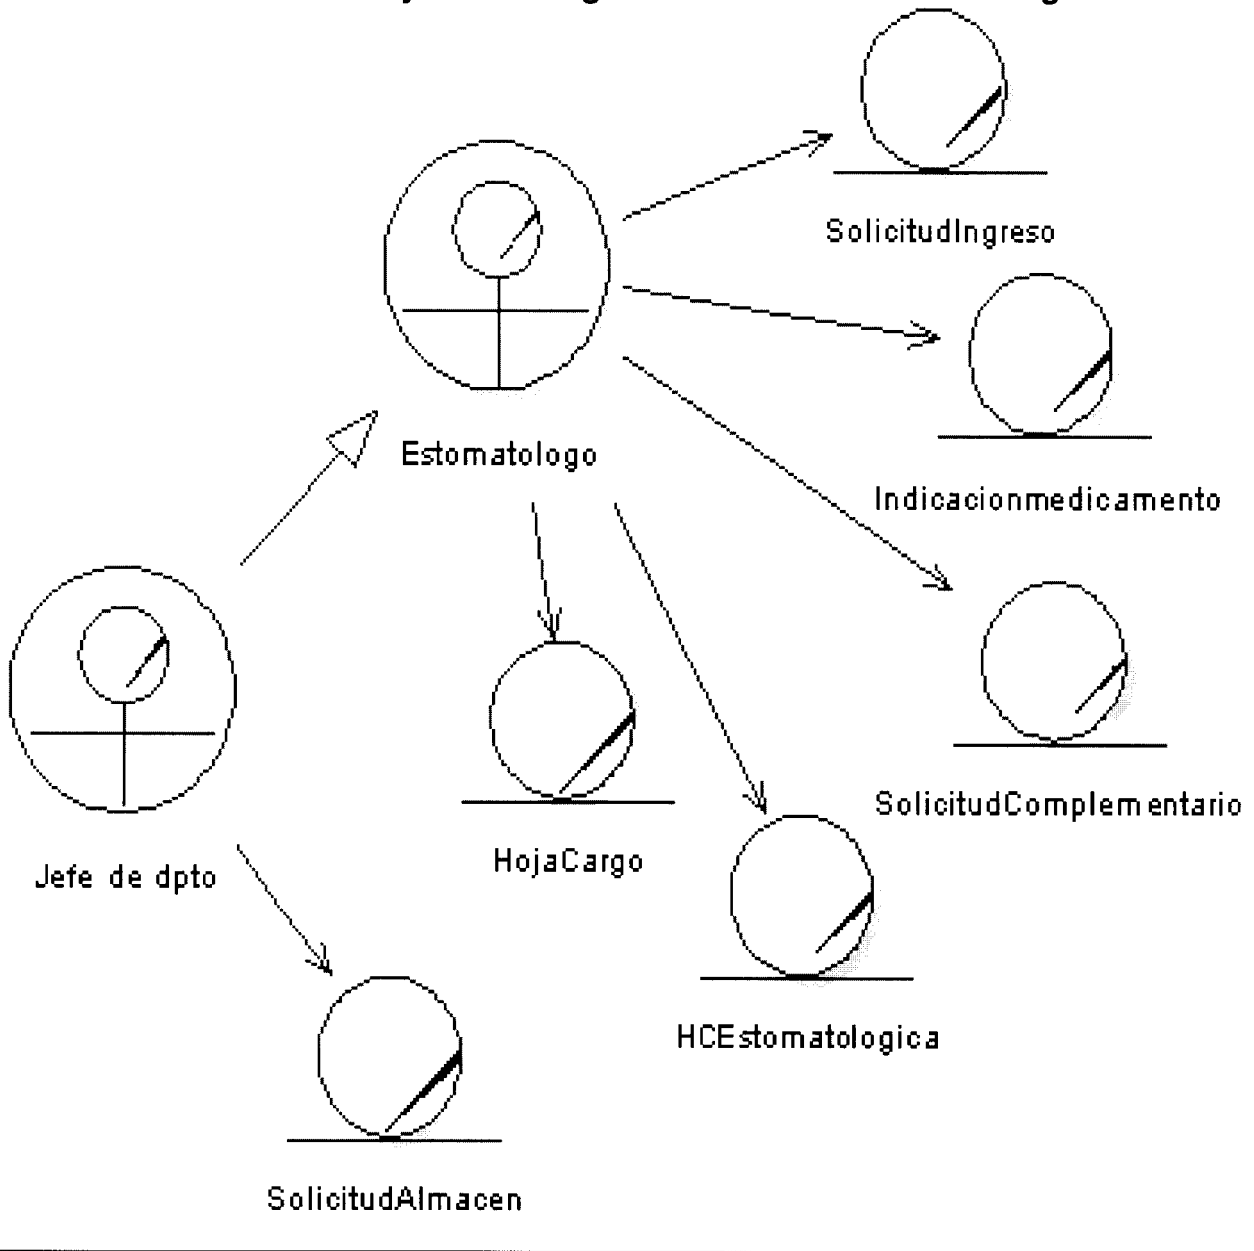 SolicitudIngreso
Estomatologo
Indicacionmedicamento
SolicitudComplementario
HojaCargo
Jefe de dpto
HCEstomatologica
SolicitudAlmacen